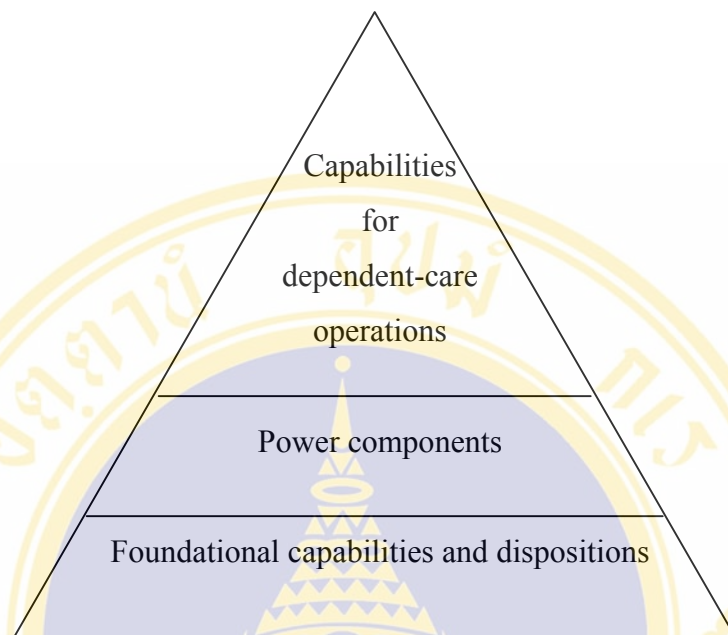 Capabilities
for
dependent-care
operations
Power components
Foundational capabilities and dispositions